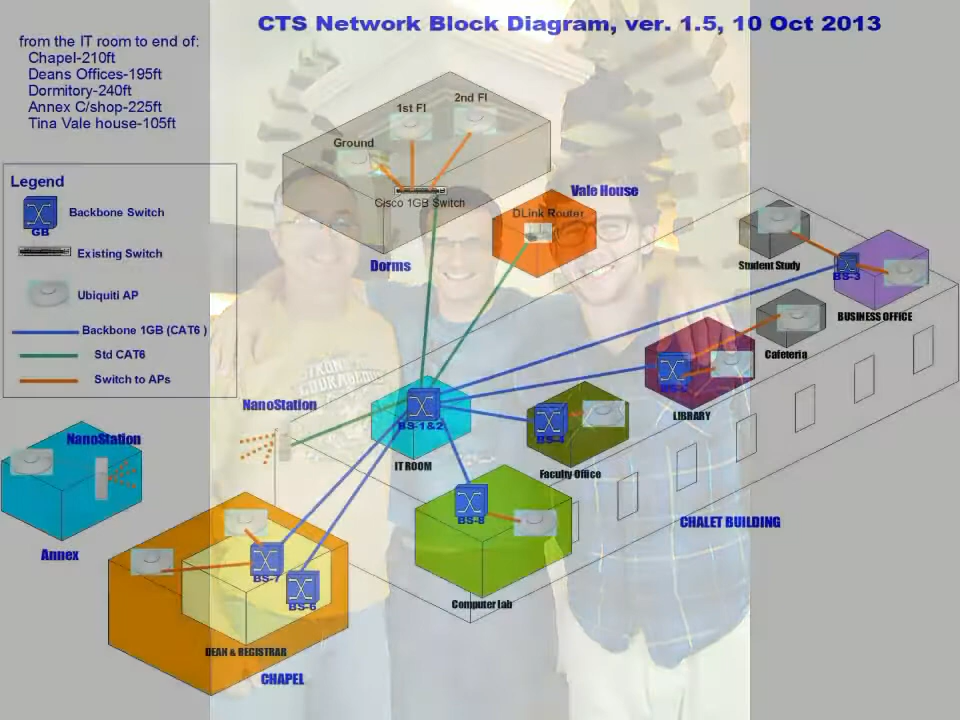 CTS Network Block Diagram, ver. 1.5, 10 Oct 2013
from the IT room to end of:
Chapel-210ft
Deans Offices-195ft
Dormitory-240ft
Annex C/shop-225ft
Tina Vale house-105ft
Legend
Backbone Switch
GB
Existing Switch
Ubiquiti AP
Backbone 1GB (CAT6 )
Std CAT6
Switch to APs
2nd Fl
1st Fl
Ground
Cisco 1GB Switch
Dorms
Vale House
DLink Router
Student Study
BS-3
BUSINESS OFFICE
Cafeteria
LIBRARY
NanoStation
BS-1&2
IT ROOM
BS-4
Faculty Office
NanoStation
Annex
BS-8
Computer lab
CHALET BUILDING
BS-7
BS-6
DEAN & REGISTRAR
CHAPEL